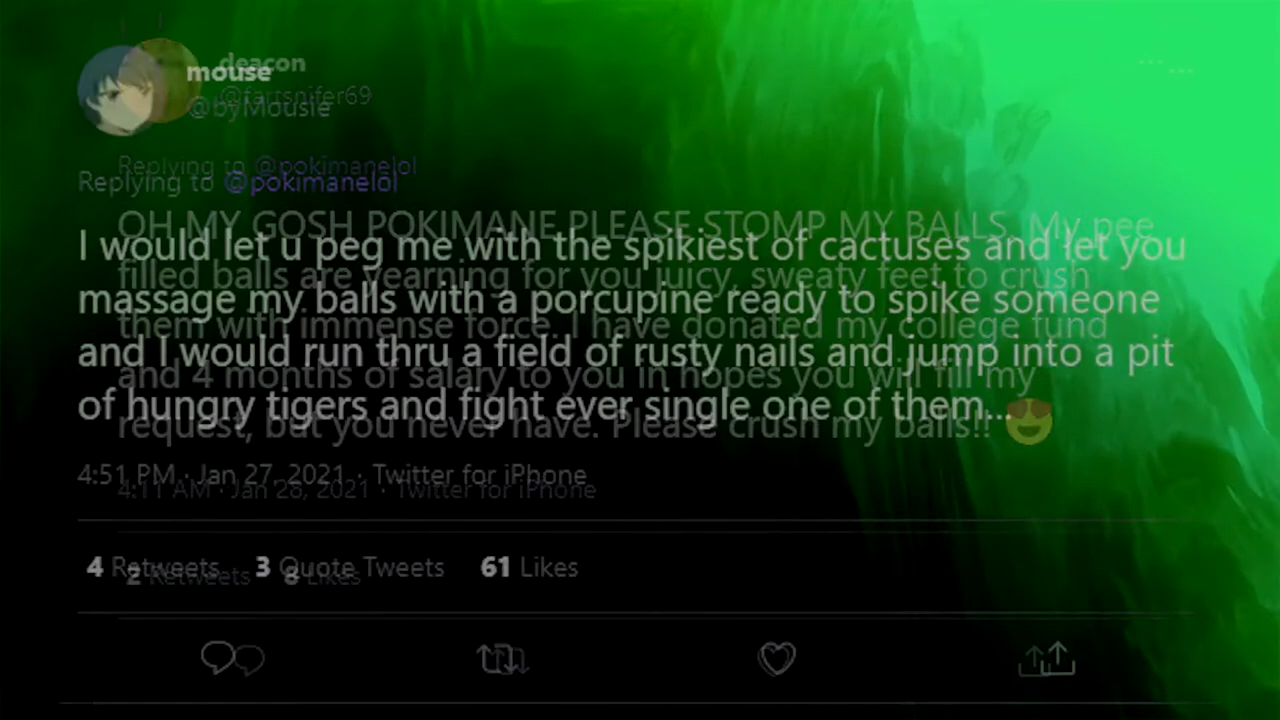 mouse
@byMousie
Replying to @pokimanelol
I would let u peg me with the spikiest of cactuses and let you
massage my balls with a porcupine ready to spike someone
and I would run thru a field of rusty nails and jump into a pit
of hungry tigers and fight ever single one of them...😍
4:51 PM · Jan 27, 2021 · Twitter for iPhone
4 Retweets 3 Quote Tweets 61 Likes
deacon
@fartsnifer69
Replying to @pokimanelol
OH MY GOSH POKIMANE PLEASE STOMP MY BALLS. My pee
filled balls are yearning for you juicy, sweaty feet to crush
them with immense force. I have donated my college fund
and 4 months of salary to you in hopes you will fill my
request, but you never have. Please crush my balls!!
4:11 AM · Jan 28, 2021 · Twitter for iPhone
2 Retweets 8 Likes